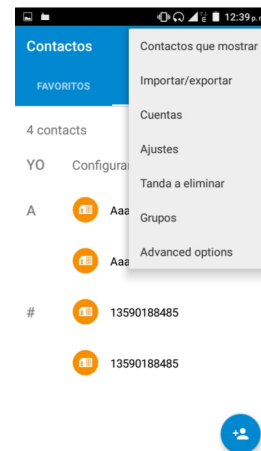 12:39 p. m.
Contactos
Contactos que mostrar
Importar/exportar
FAVORITOS
Cuentas
4 contacts
Ajustes
YO
Tanda a eliminar
A
Aaa
Grupos
Aaa
Advanced options
#
13590188485
13590188485